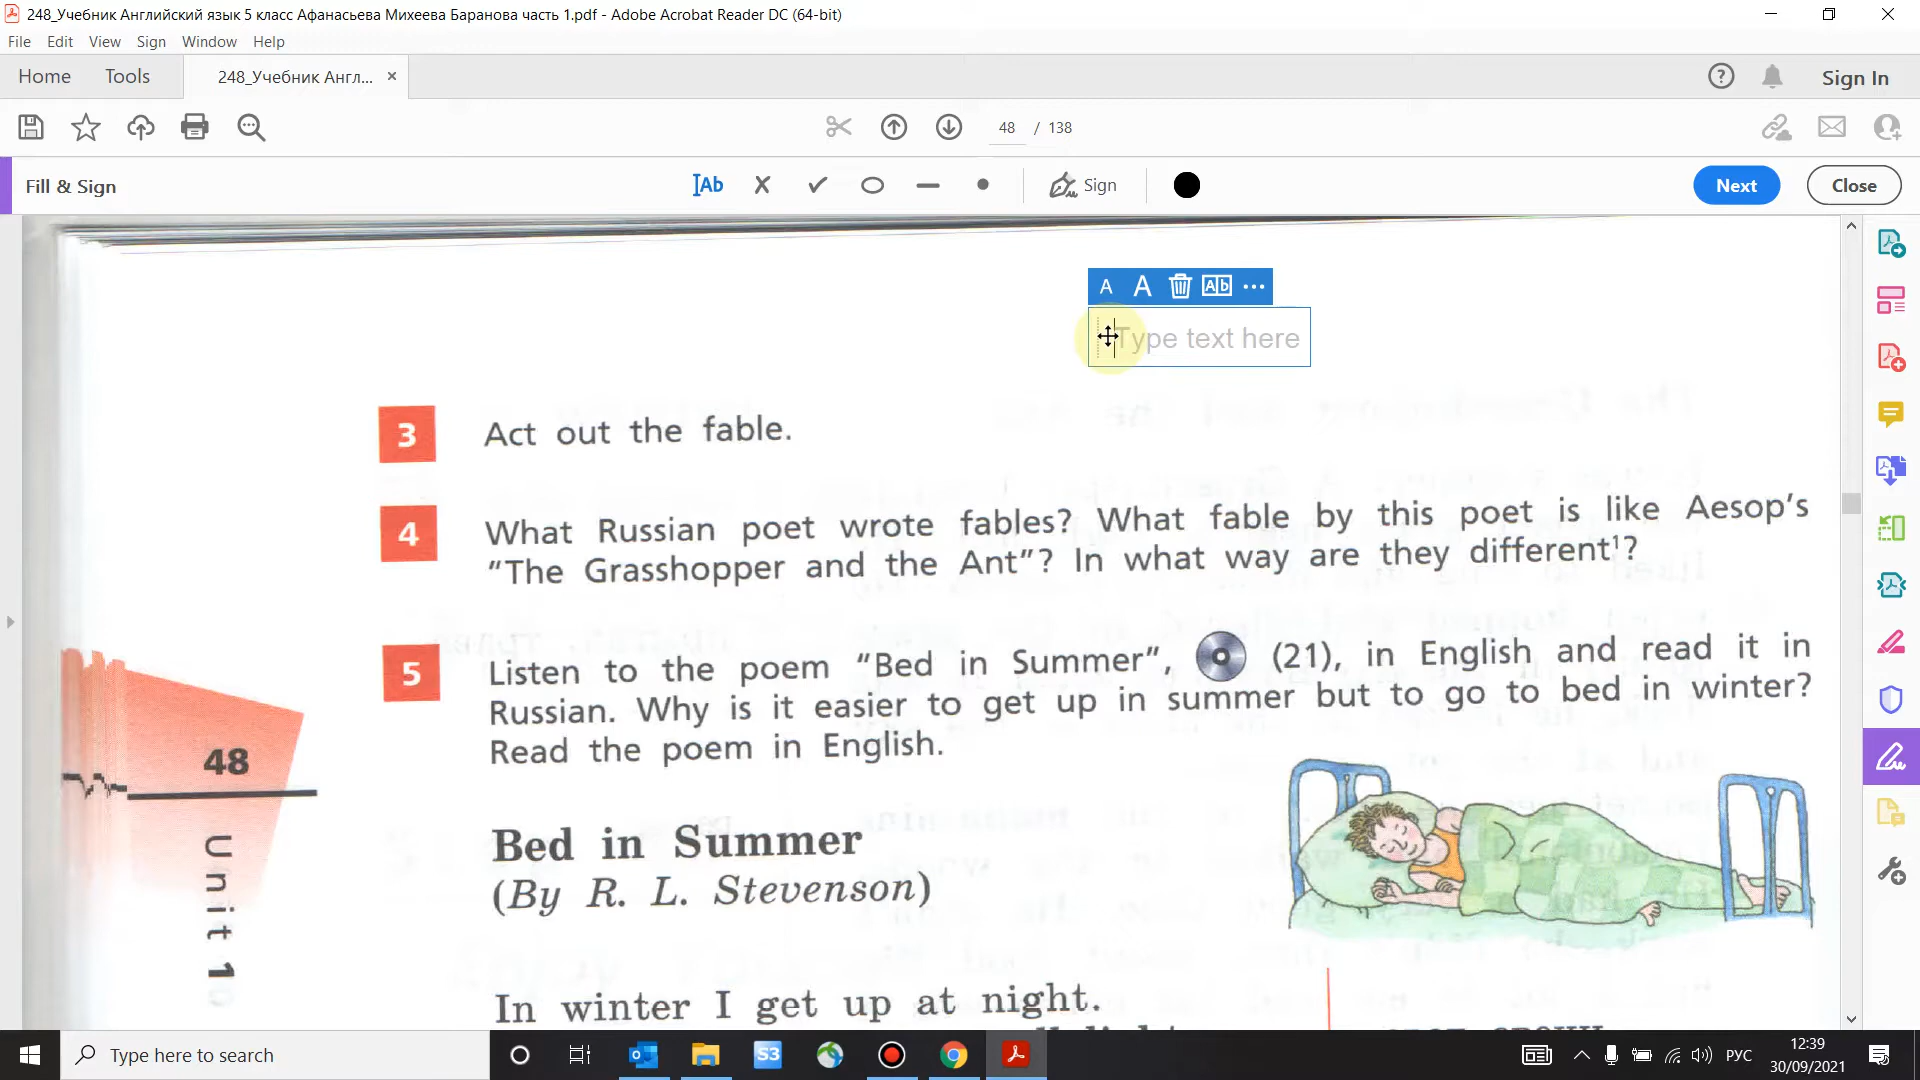 248_Учебник Английский язык 5 класс Афанасьева Михеева Баранова часть 1.pdf - Adobe Acrobat Reader DC (64-bit)
File Edit View Sign Window Help
Home Tools 248_Учебник Англ... × Sign In
48 / 138
Fill & Sign Ab Sign Next Close
A A Ab ...
Type text here
3 Act out the fable.
4 What Russian poet wrote fables? What fable by this poet is like Aesop's
"The Grasshopper and the Ant"? In what way are they different¹?
5 Listen to the poem "Bed in Summer", (21), in English and read it in
Russian. Why is it easier to get up in summer but to go to bed in winter?
Read the poem in English.
48
Unit 1
Bed in Summer
(By R. L. Stevenson)
In winter I get up at night.
Type here to search
S3
РУС
12:39
30/09/2021